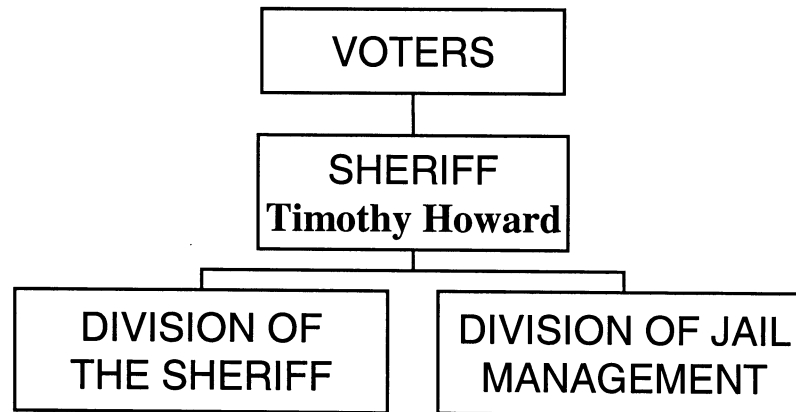 VOTERS
SHERIFF
Timothy Howard
DIVISION OF
THE SHERIFF
DIVISION OF JAIL
MANAGEMENT